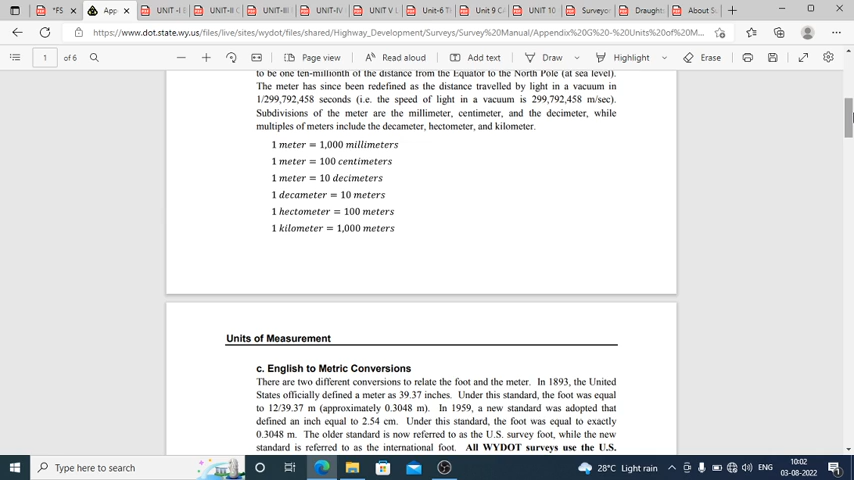 *FS
App
UNIT -I B
UNIT-II C
UNIT-III
UNIT-IV
UNIT V L
Unit-6 T
Unit 9 C
UNIT 10
Surveyo
Draught
About S
https://www.dot.state.wy.us/files/live/sites/wydot/files/shared/Highway_Development/Surveys/Survey%20Manual/Appendix%20G%20-%20Units%20of%20M...
1 of 6
Page view
Read aloud
Add text
Draw
Highlight
Erase
to be one ten-millionth of the distance from the Equator to the North Pole (at sea level).
The meter has since been redefined as the distance travelled by light in a vacuum in
1/299,792,458 seconds (i.e. the speed of light in a vacuum is 299,792,458 m/sec).
Subdivisions of the meter are the millimeter, centimeter, and the decimeter, while
multiples of meters include the decameter, hectometer, and kilometer.
1 meter = 1,000 millimeters
1 meter = 100 centimeters
1 meter = 10 decimeters
1 decameter = 10 meters
1 hectometer = 100 meters
1 kilometer = 1,000 meters
Units of Measurement
c. English to Metric Conversions
There are two different conversions to relate the foot and the meter. In 1893, the United
States officially defined a meter as 39.37 inches. Under this standard, the foot was equal
to 12/39.37 m (approximately 0.3048 m). In 1959, a new standard was adopted that
defined an inch equal to 2.54 cm. Under this standard, the foot was equal to exactly
0.3048 m. The older standard is now referred to as the U.S. survey foot, while the new
standard is referred to as the international foot. All WYDOT surveys use the U.S.
Type here to search
28°C Light rain
ENG
10:02
03-08-2022
1